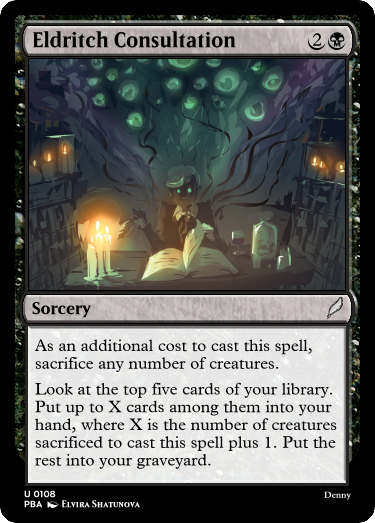 Eldritch Consultation 2
Sorcery
As an additional cost to cast this spell,
sacrifice any number of creatures.
Look at the top five cards of your library.
Put up to X cards among them into your
hand, where X is the number of creatures
sacrificed to cast this spell plus 1. Put the
rest into your graveyard.
U 0108
Denny
PBA Elvira Shatunova